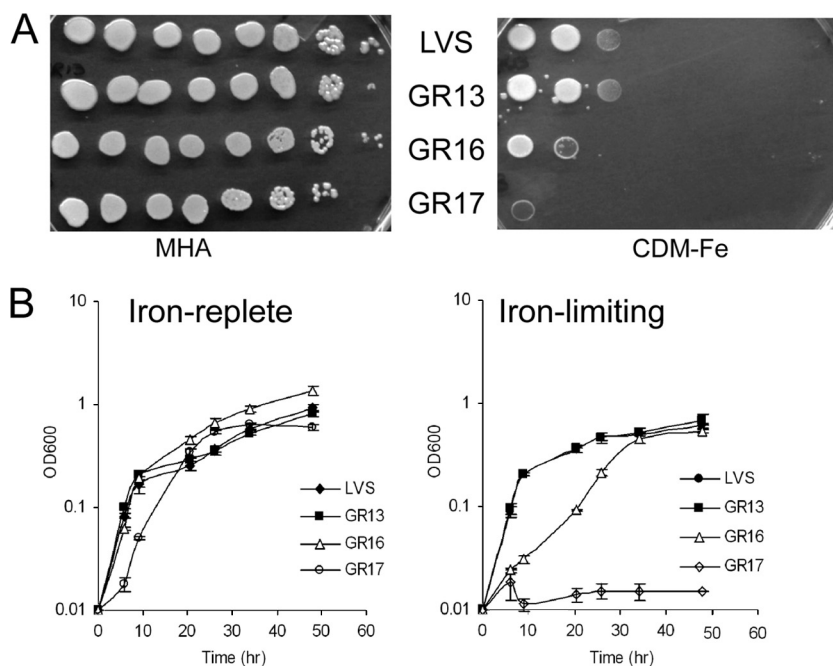 A
LVS
GR13
GR16
GR17
MHA
CDM-Fe
B
Iron-replete
Iron-limiting
10
1
0.1
0.01
OD600
0 10 20 30 40 50 60
Time (hr)
LVS
GR13
GR16
GR17
10
1
0.1
0.01
OD600
0 10 20 30 40 50 60
Time (hr)
LVS
GR13
GR16
GR17